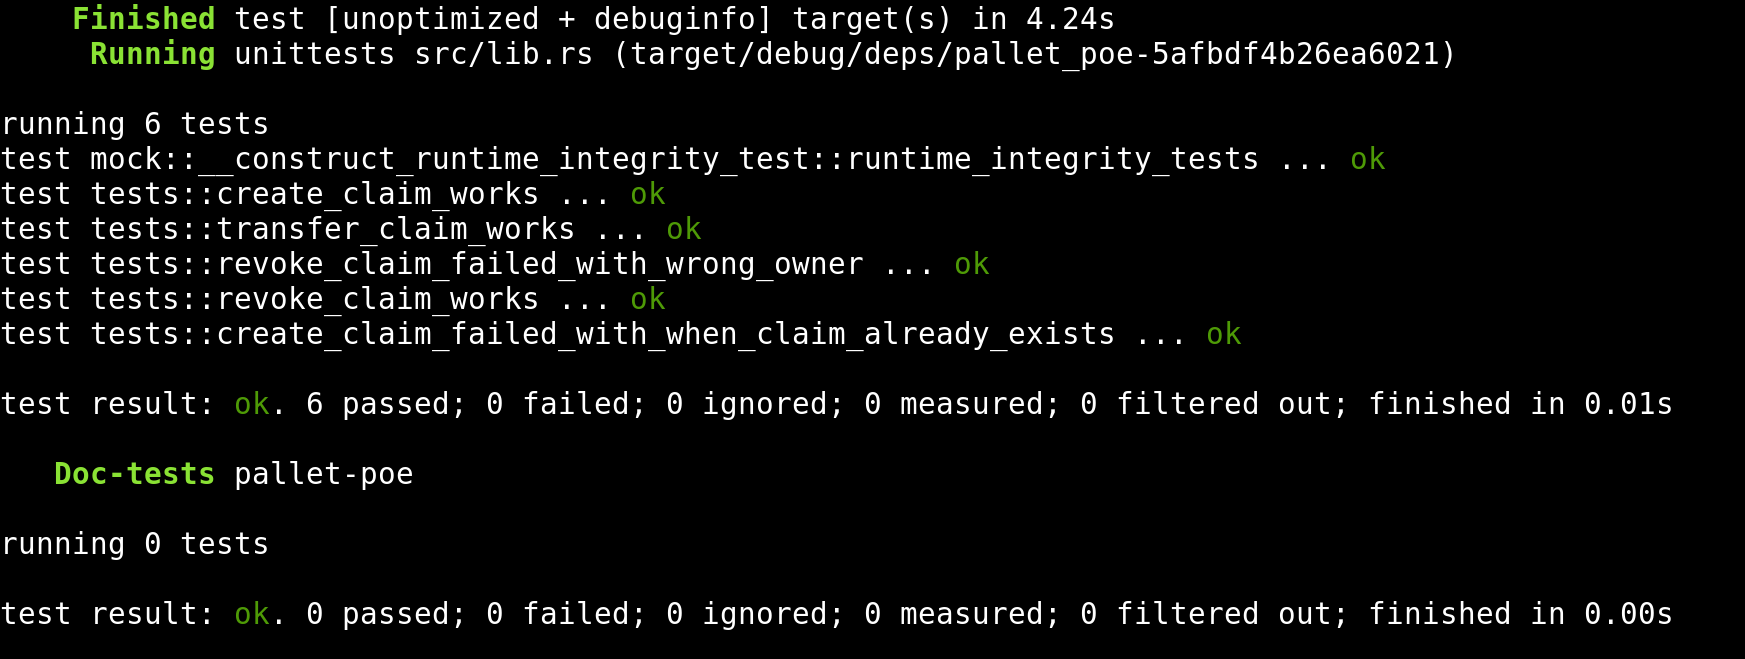 Finished test [unoptimized + debuginfo] target(s) in 4.24s
Running unittests src/lib.rs (target/debug/deps/pallet_poe-5afbdf4b26ea6021)
running 6 tests
test mock::__construct_runtime_integrity_test::runtime_integrity_tests ... ok
test tests::create_claim_works ... ok
test tests::transfer_claim_works ... ok
test tests::revoke_claim_failed_with_wrong_owner ... ok
test tests::revoke_claim_works ... ok
test tests::create_claim_failed_with_when_claim_already_exists ... ok
test result: ok. 6 passed; 0 failed; 0 ignored; 0 measured; 0 filtered out; finished in 0.01s
Doc-tests pallet-poe
running 0 tests
test result: ok. 0 passed; 0 failed; 0 ignored; 0 measured; 0 filtered out; finished in 0.00s